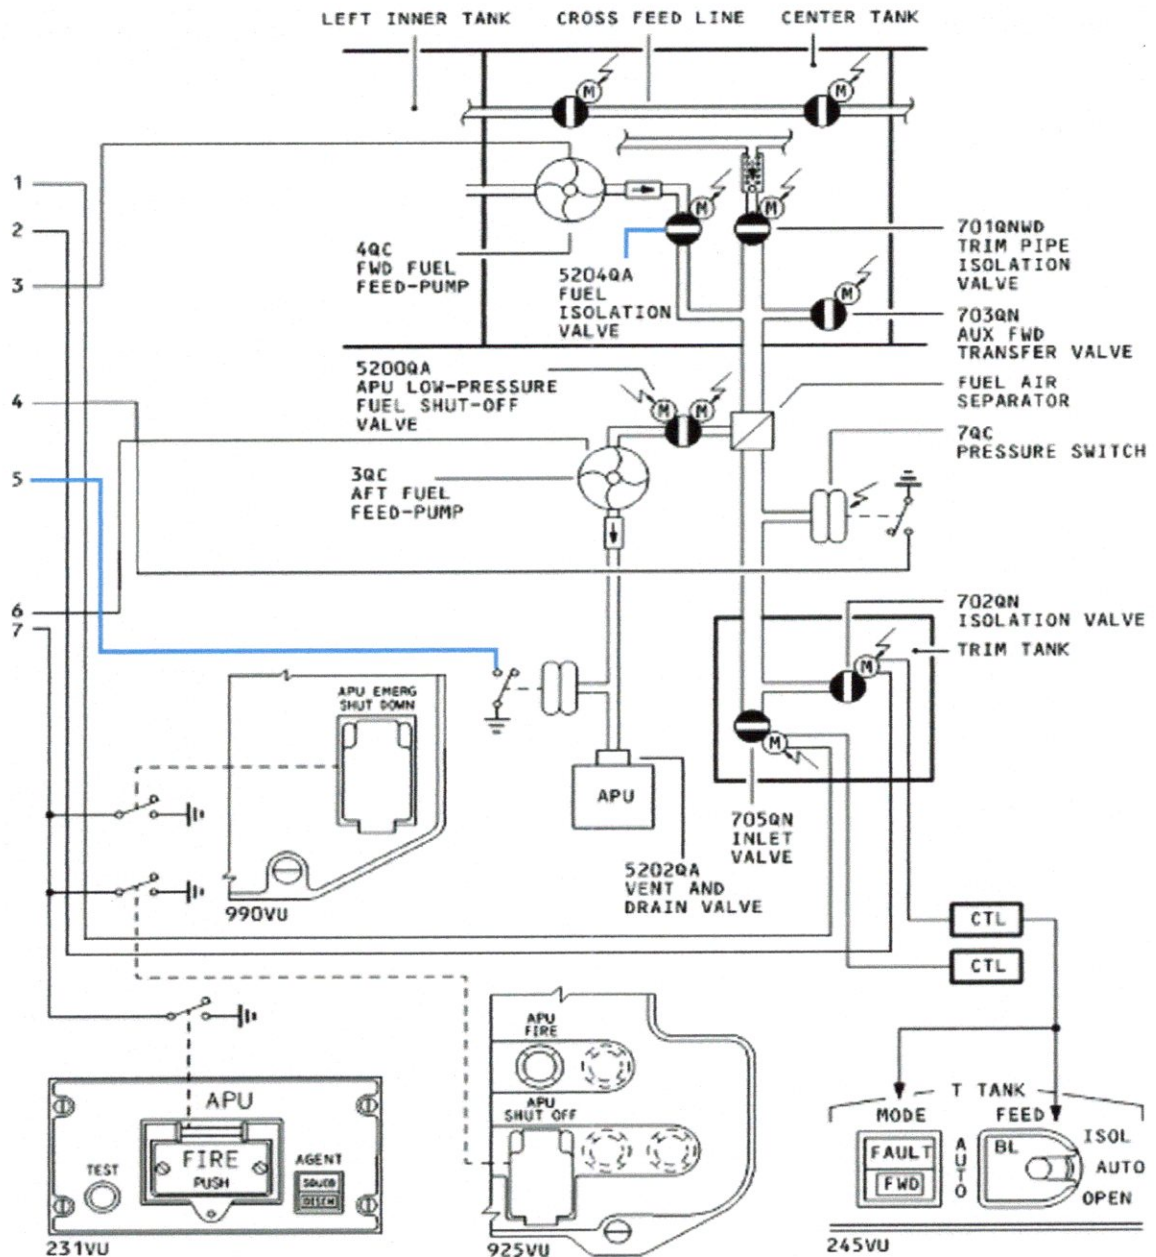 LEFT INNER TANK
CROSS FEED LINE
CENTER TANK
M
M
1
2
3
4QC
FWD FUEL
FEED-PUMP
M
M
5204QA
FUEL
ISOLATION
VALVE
701QNWD
TRIM PIPE
ISOLATION
VALVE
M
703QN
AUX FWD
TRANSFER VALVE
5200QA
APU LOW-PRESSURE
FUEL SHUT-OFF
VALVE
M
M
FUEL AIR
SEPARATOR
4
7QC
PRESSURE SWITCH
5
3QC
AFT FUEL
FEED-PUMP
6
7
702QN
ISOLATION VALVE
M
TRIM TANK
APU EMERG
SHUT DOWN
M
APU
705QN
INLET
VALVE
5202QA
VENT AND
DRAIN VALVE
990VU
CTL
CTL
APU
FIRE
APU
SHUT OFF
925VU
APU
TEST
FIRE
PUSH
AGENT
SQUIB
DISCH
231VU
T TANK
MODE
FEED
FAULT
FWD
AUTO
BL
ISOL
AUTO
OPEN
245VU